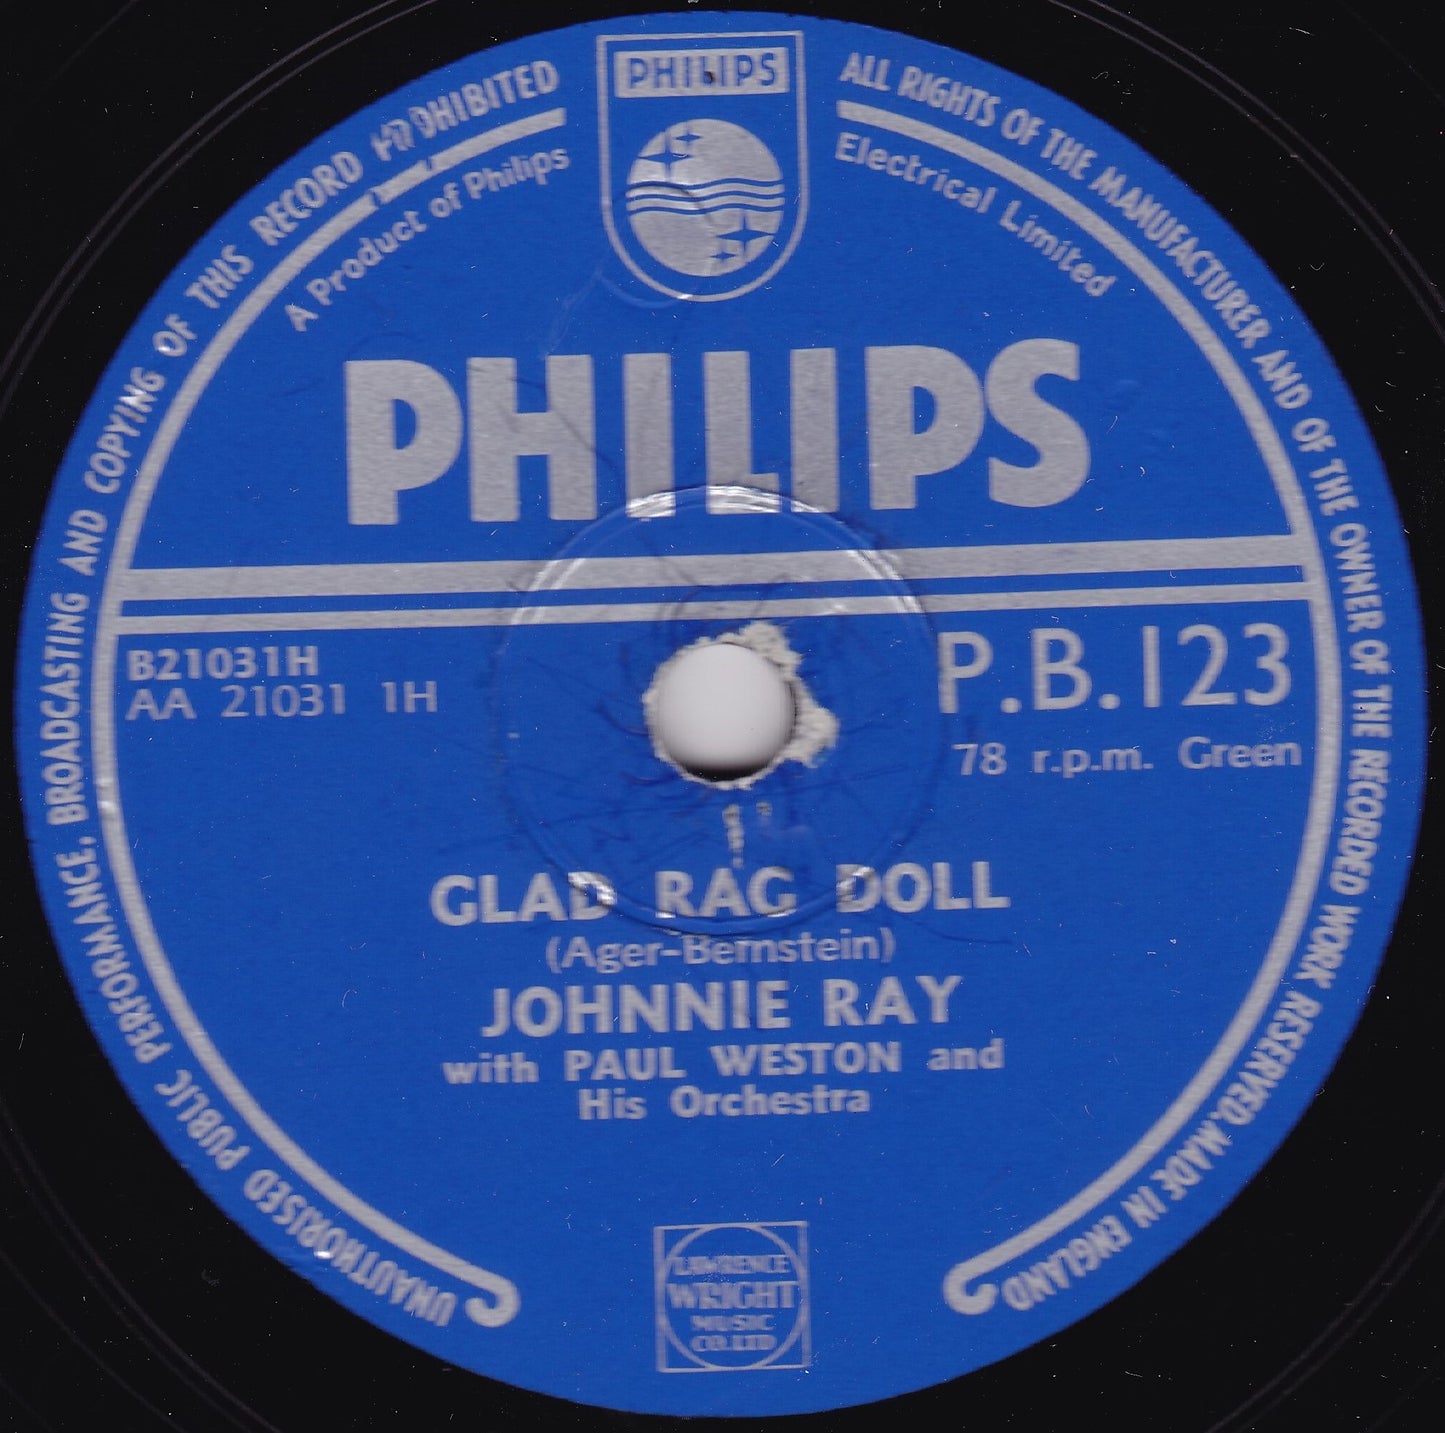 PHILIPS
UNAUTHORISED PUBLIC PERFORMANCE, BROADCASTING AND COPYING OF THIS RECORD PROHIBITED
ALL RIGHTS OF THE MANUFACTURER AND OF THE OWNER OF THE RECORDED WORK RESERVED. MADE IN ENGLAND
A Product of Philips
Electrical Limited
PHILIPS
B21031H
AA 21031 1H
P.B.123
78 r.p.m. Green
GLAD RAG DOLL
(Ager-Bernstein)
JOHNNIE RAY
with PAUL WESTON and
His Orchestra
LAWRENCE
WRIGHT
MUSIC
CO.LTD